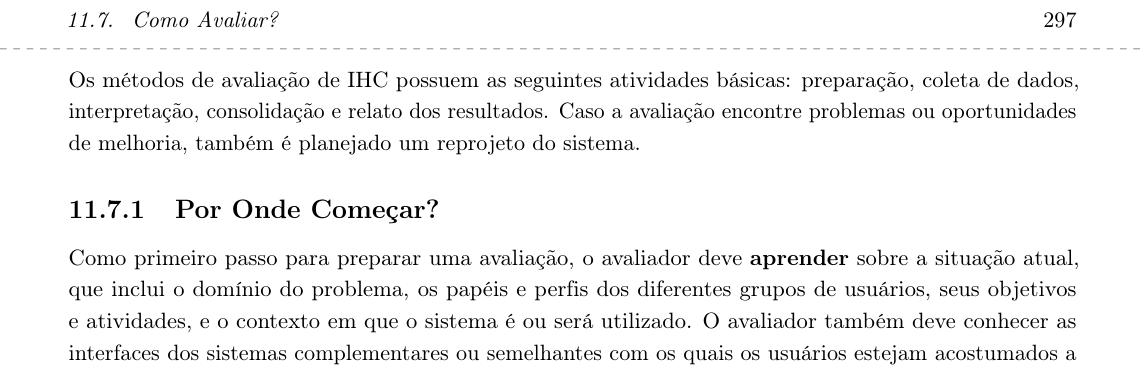 11.7. Como Avaliar? 297
Os métodos de avaliação de IHC possuem as seguintes atividades básicas: preparação, coleta de dados,
interpretação, consolidação e relato dos resultados. Caso a avaliação encontre problemas ou oportunidades
de melhoria, também é planejado um reprojeto do sistema.
11.7.1 Por Onde Começar?
Como primeiro passo para preparar uma avaliação, o avaliador deve aprender sobre a situação atual,
que inclui o domínio do problema, os papéis e perfis dos diferentes grupos de usuários, seus objetivos
e atividades, e o contexto em que o sistema é ou será utilizado. O avaliador também deve conhecer as
interfaces dos sistemas complementares ou semelhantes com os quais os usuários estejam acostumados a